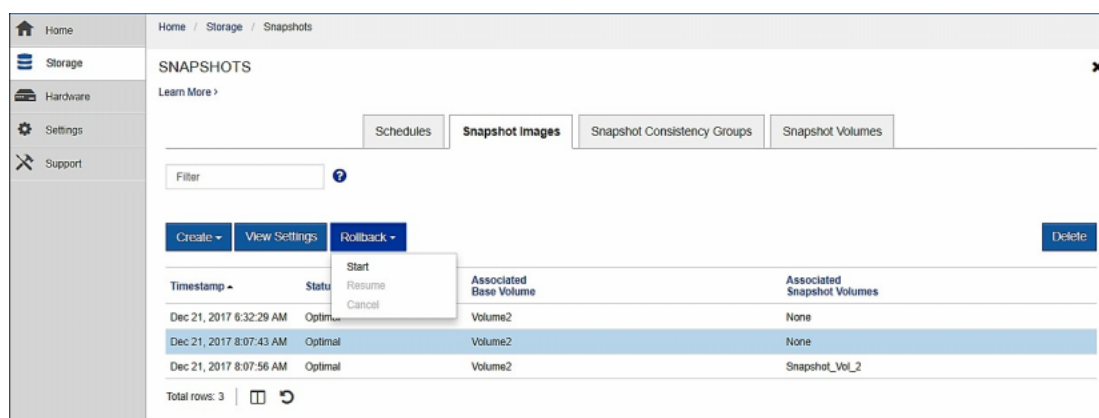 Home
Storage
Hardware
Settings
Support
Home / Storage / Snapshots
SNAPSHOTS
Learn More >
Schedules
Snapshot Images
Snapshot Consistency Groups
Snapshot Volumes
Filter
Create
View Settings
Rollback
Delete
Start
Resume
Cancel
Timestamp Statu Associated Base Volume Associated Snapshot Volumes
Dec 21, 2017 6:32:29 AM Optimal Volume2 None
Dec 21, 2017 8:07:43 AM Optimal Volume2 None
Dec 21, 2017 8:07:56 AM Optimal Volume2 Snapshot_Vol_2
Total rows: 3